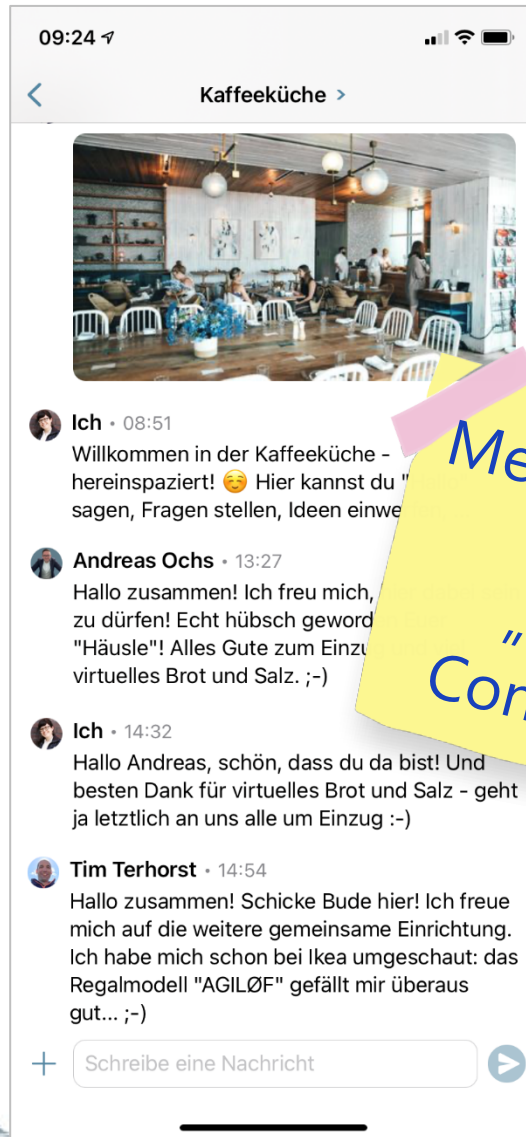 09:24
Kaffeeküche >
Ich · 08:51
Willkommen in der Kaffeeküche -
hereinspaziert! ☺️ Hier kannst du
sagen, Fragen stellen, Ideen
Andreas Ochs · 13:27
Hallo zusammen! Ich freu mich,
zu dürfen! Echt hübsch
"Häusle"! Alles Gute zum
virtuelles Brot und Salz. ;-)
Ich · 14:32
Hallo Andreas, schön, dass du da bist! Und
besten Dank für virtuelles Brot und Salz - geht
ja letztlich an uns alle um Einzug :-)
Tim Terhorst · 14:54
Hallo zusammen! Schicke Bude hier! Ich freue
mich auf die weitere gemeinsame Einrichtung.
Ich habe mich schon bei Ikea umgeschaut: das
Regalmodell "AGILØF" gefällt mir überaus
gut... ;-)
Schreibe eine Nachricht